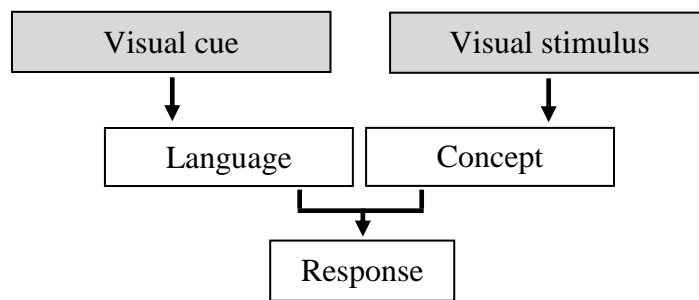 Visual cue
Visual stimulus
Language
Concept
Response